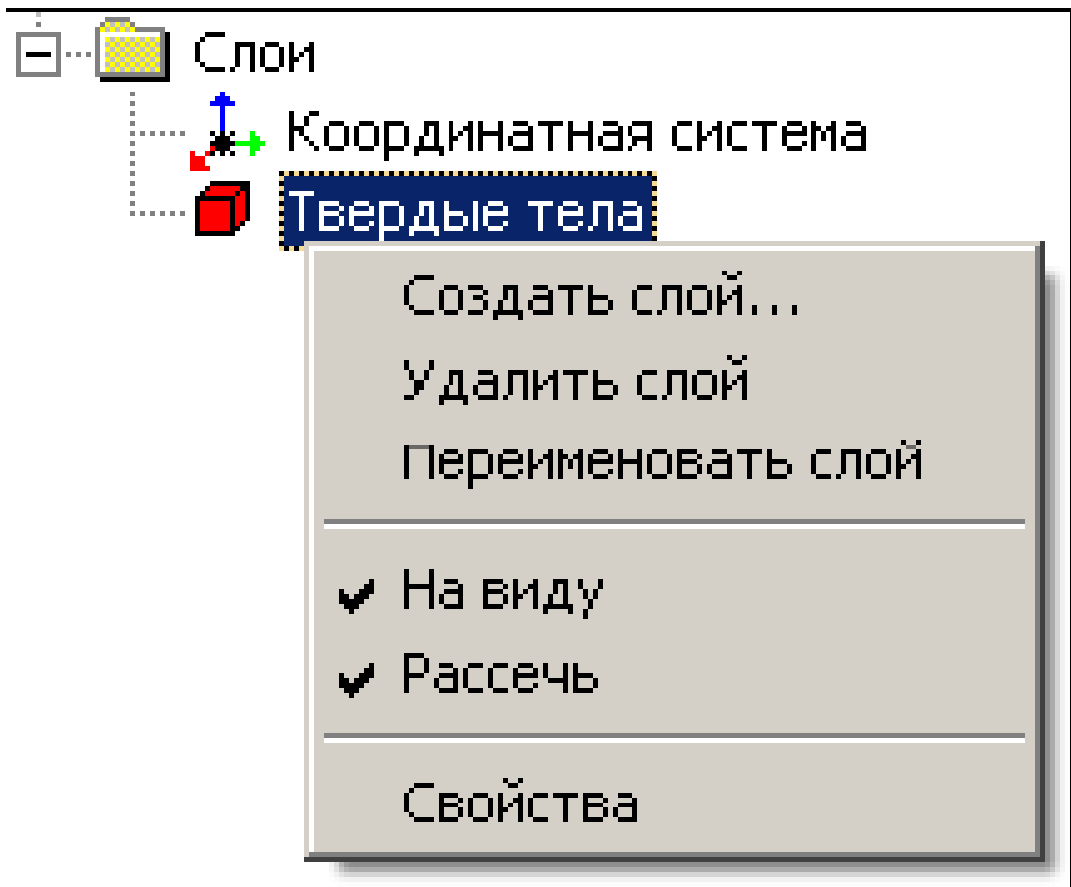 Слои
Координатная система
Твердые тела
Создать слой...
Удалить слой
Переименовать слой
На виду
Рассечь
Свойства